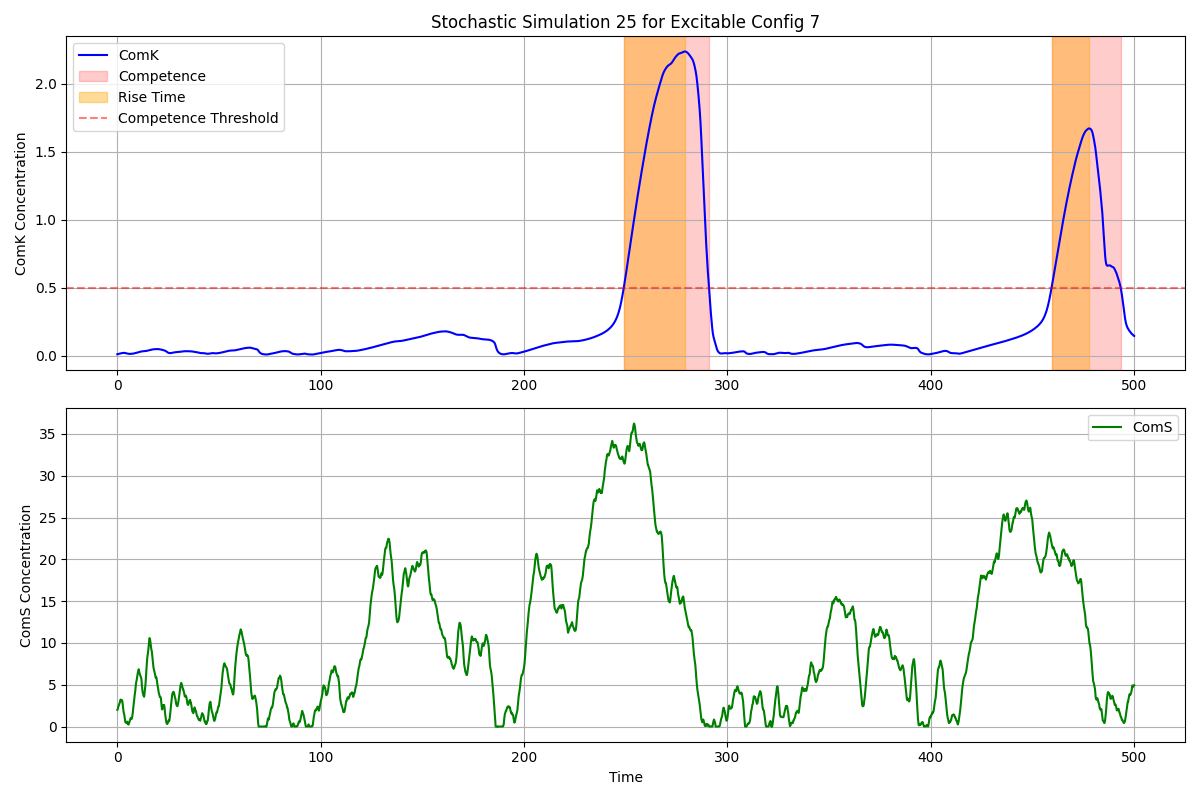 Stochastic Simulation 25 for Excitable Config 7
ComK Concentration
2.0
1.5
1.0
0.5
0.0
ComK
Competence
Rise Time
Competence Threshold
0 100 200 300 400 500
ComS Concentration
35
30
25
20
15
10
5
0
ComS
0 100 200 300 400 500
Time